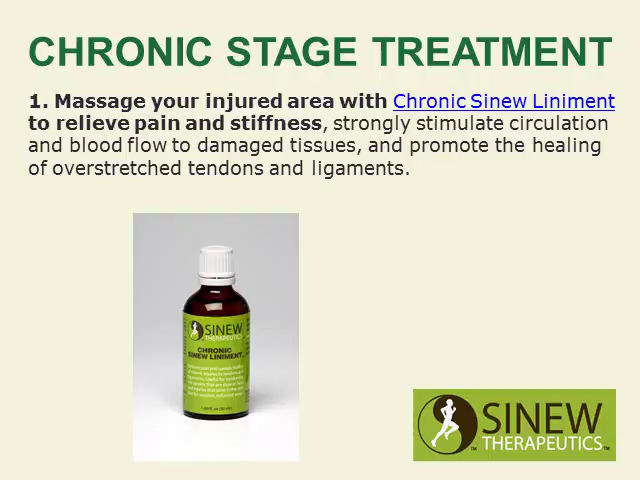 CHRONIC STAGE TREATMENT
1. Massage your injured area with Chronic Sinew Liniment
to relieve pain and stiffness, strongly stimulate circulation
and blood flow to damaged tissues, and promote the healing
of overstretched tendons and ligaments.
SINEW
THERAPEUTICS
CHRONIC
SINEW LINIMENT
SINEW
THERAPEUTICS™